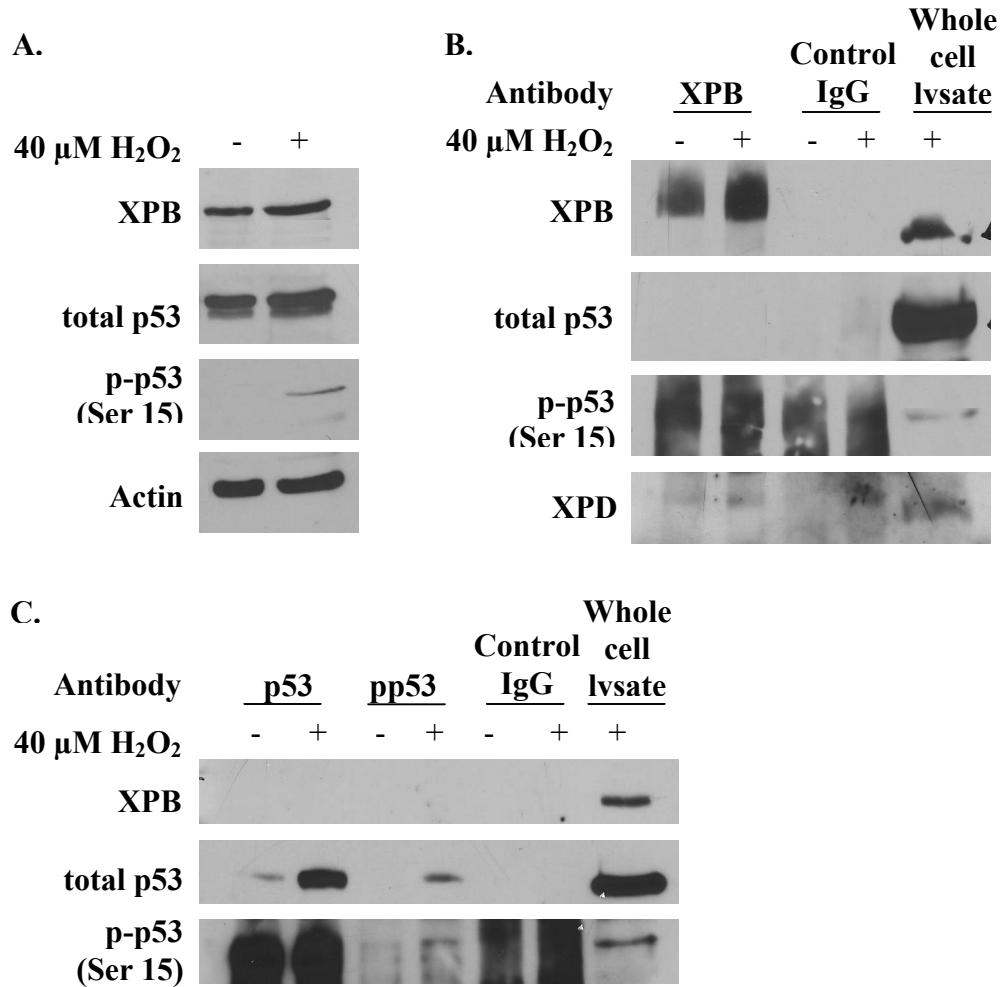 A.
40 µM H₂O₂ - +
XPB
total p53
p-p53
(Ser 15)
Actin
B.
Antibody XPB Control IgG Whole cell lvsate
40 µM H₂O₂ - + - + +
XPB
total p53
p-p53
(Ser 15)
XPD
C.
Antibody p53 pp53 Control IgG Whole cell lvsate
40 µM H₂O₂ - + - + - + +
XPB
total p53
p-p53
(Ser 15)